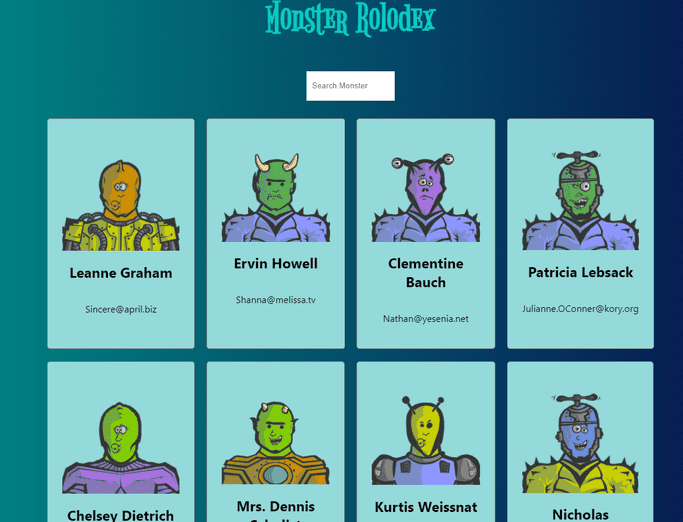 Monster Rolodex
Search Monster
Leanne Graham
Sincere@april.biz
Ervin Howell
Shanna@melissa.tv
Clementine
Bauch
Nathan@yesenia.net
Patricia Lebsack
Julianne.OConner@kory.org
Chelsey Dietrich
Mrs. Dennis
Kurtis Weissnat
Nicholas